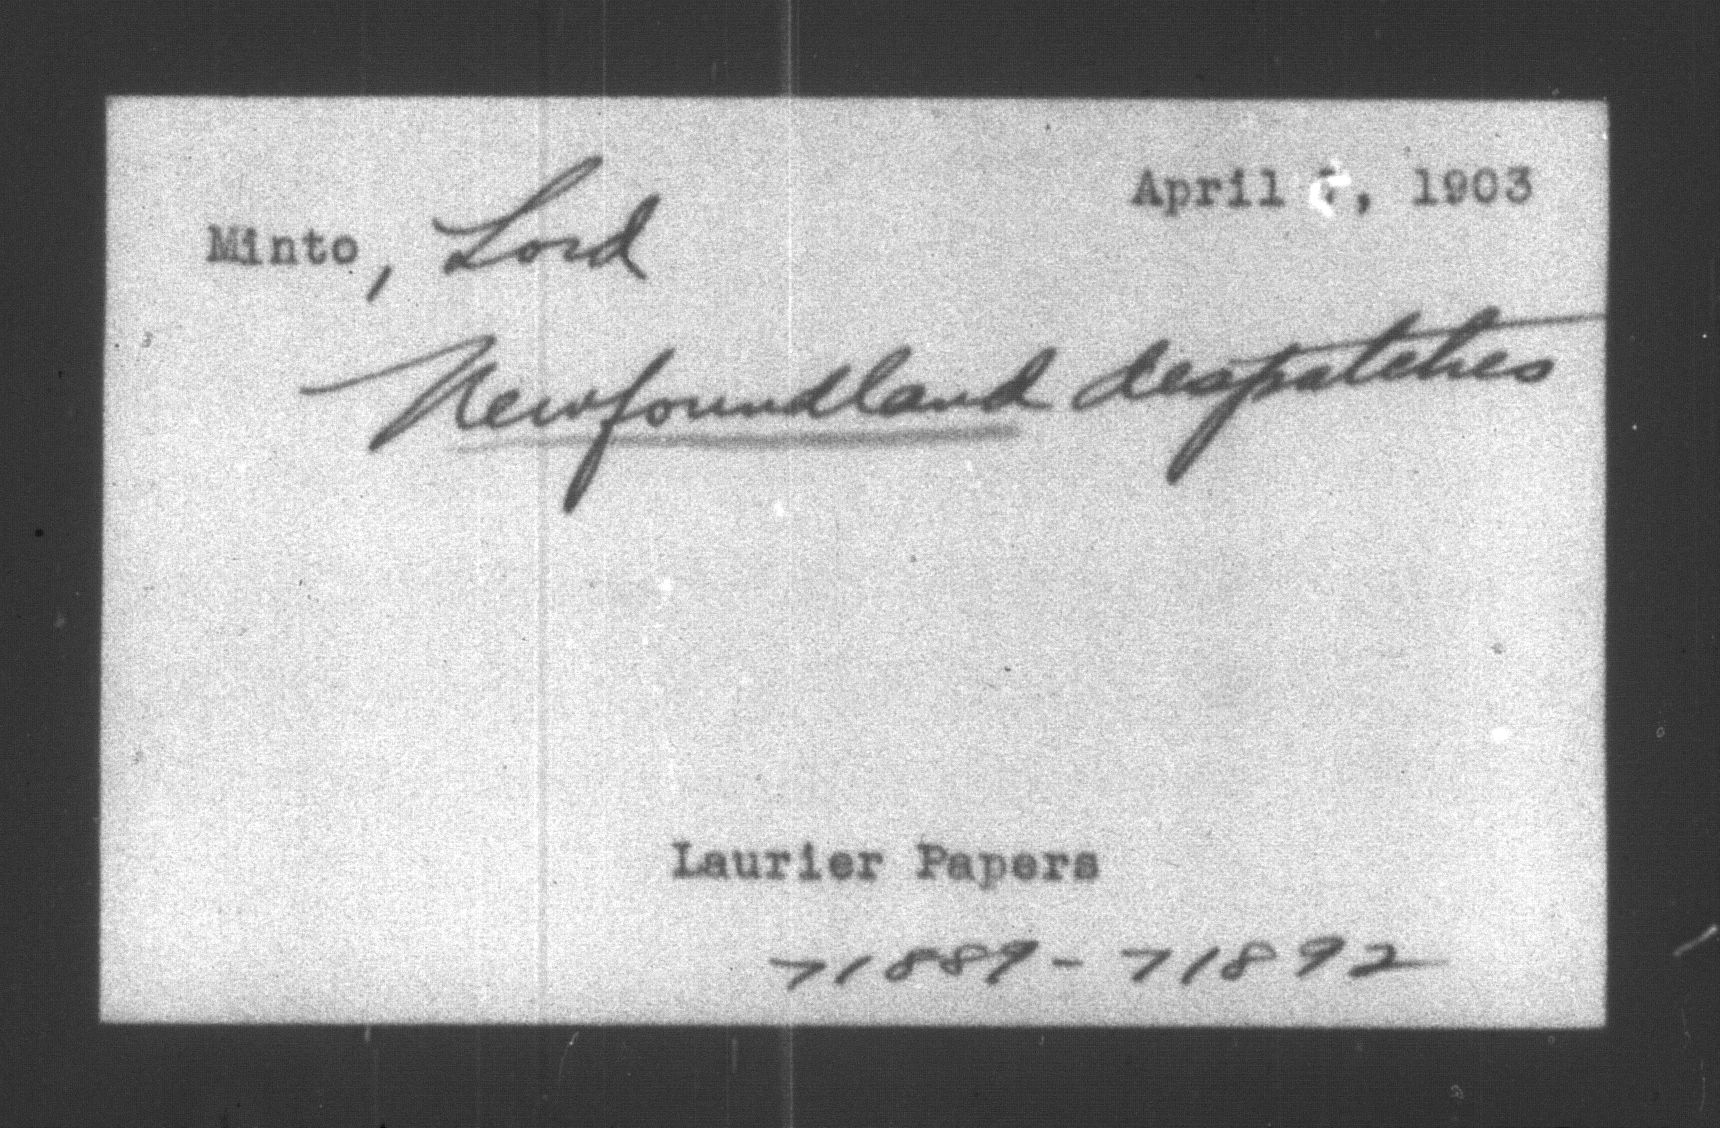 April , 1903
Minto, Lord
Newfoundland despatches
Laurier Papers
71889-71892